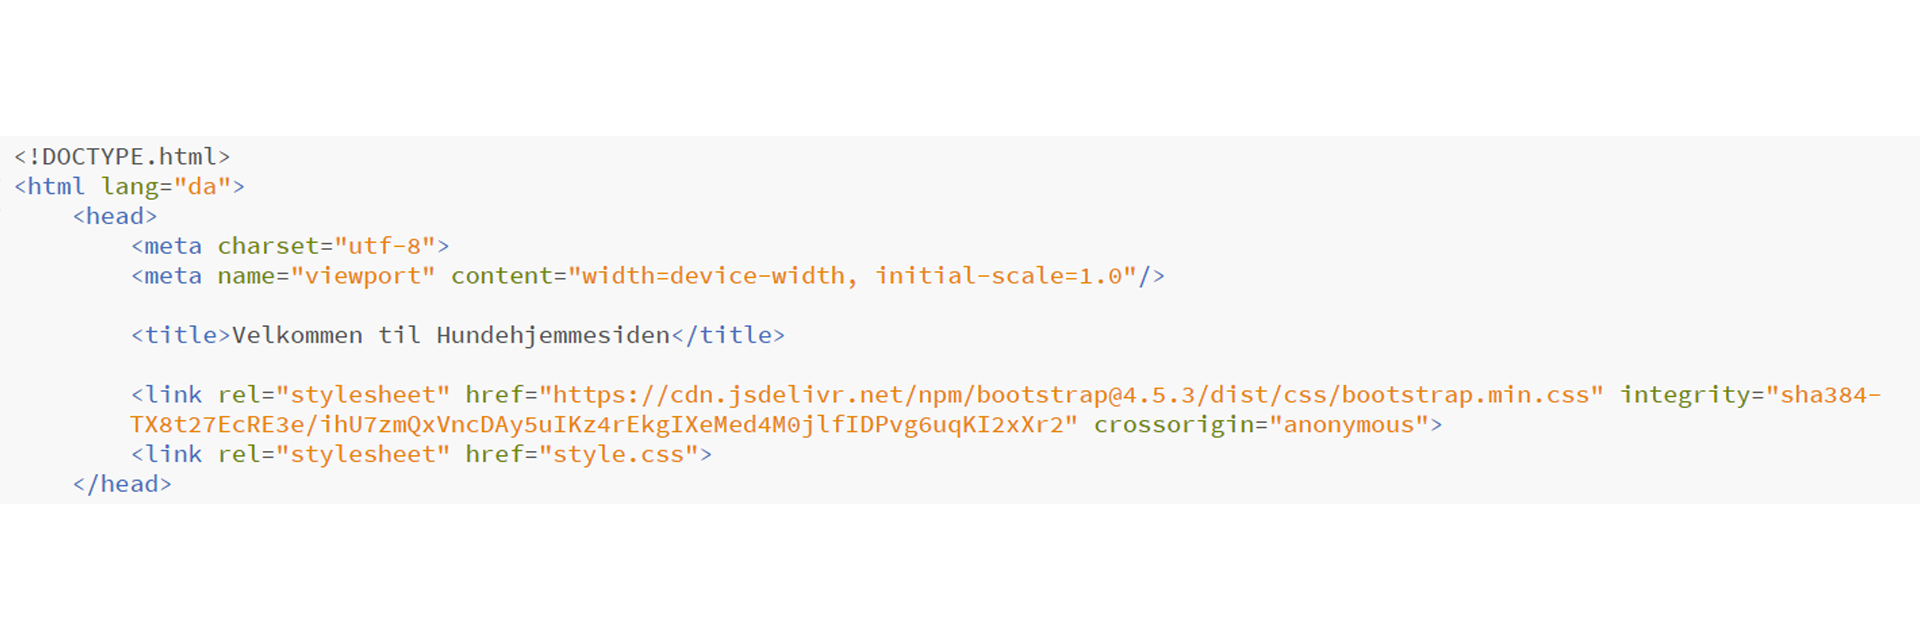 <!DOCTYPE.html>
<html lang="da">
<head>
<meta charset="utf-8">
<meta name="viewport" content="width=device-width, initial-scale=1.0"/>
<title>Velkommen til Hundehjemmesiden</title>
<link rel="stylesheet" href="https://cdn.jsdelivr.net/npm/bootstrap@4.5.3/dist/css/bootstrap.min.css" integrity="sha384-
TX8t27EcRE3e/ihU7zmQxVncDAy5uIKz4rEkgIXeMed4M0jlfIDPvg6uqKI2xXr2" crossorigin="anonymous">
<link rel="stylesheet" href="style.css">
</head>